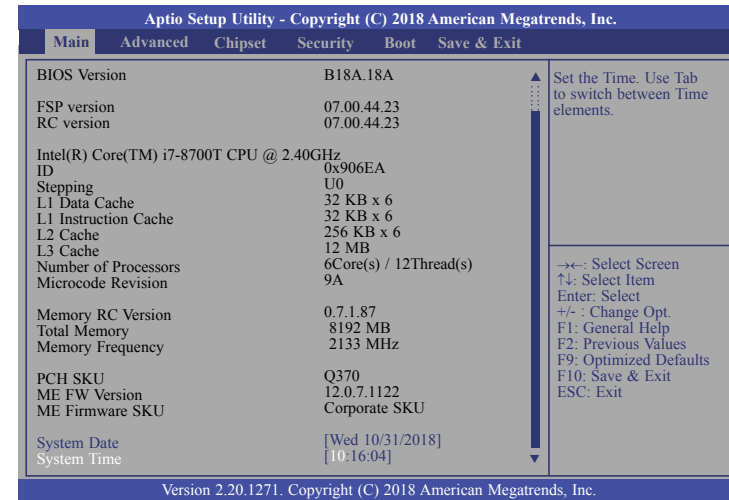 Aptio Setup Utility - Copyright (C) 2018 American Megatrends, Inc.
Main Advanced Chipset Security Boot Save & Exit
BIOS Version B18A.18A
FSP version 07.00.44.23
RC version 07.00.44.23
Intel(R) Core(TM) i7-8700T CPU @ 2.40GHz
ID 0x906EA
Stepping U0
L1 Data Cache 32 KB x 6
L1 Instruction Cache 32 KB x 6
L2 Cache 256 KB x 6
L3 Cache 12 MB
Number of Processors 6Core(s) / 12Thread(s)
Microcode Revision 9A
Memory RC Version 0.7.1.87
Total Memory 8192 MB
Memory Frequency 2133 MHz
PCH SKU Q370
ME FW Version 12.0.7.1122
ME Firmware SKU Corporate SKU
System Date [Wed 10/31/2018]
System Time [10:16:04]
Set the Time. Use Tab
to switch between Time
elements.
→←: Select Screen
↑↓: Select Item
Enter: Select
+/- : Change Opt.
F1: General Help
F2: Previous Values
F9: Optimized Defaults
F10: Save & Exit
ESC: Exit
Version 2.20.1271. Copyright (C) 2018 American Megatrends, Inc.